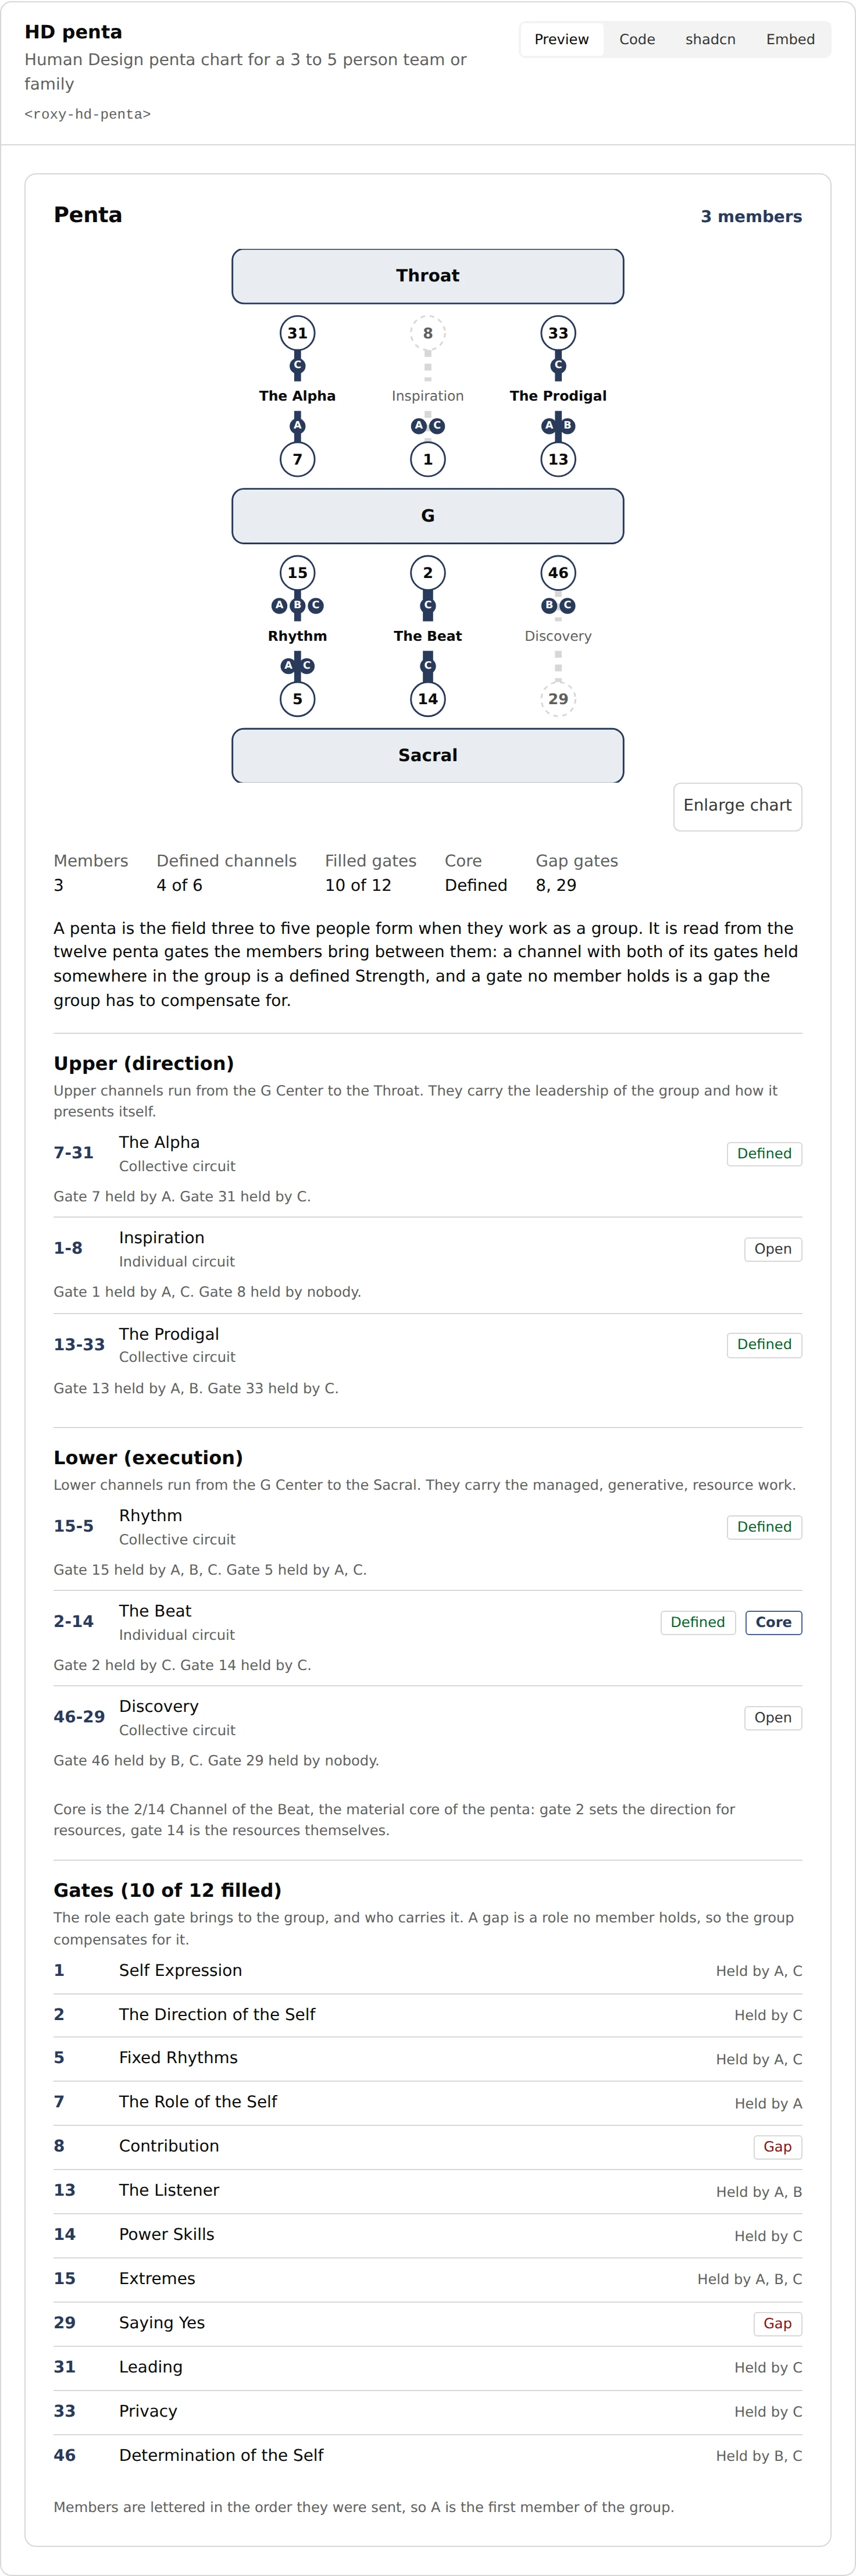 HD penta
Human Design penta chart for a 3 to 5 person team or
family
<roxy-hd-penta>
Preview
Code
shadcn
Embed
Penta
3 members
Throat
31
8
33
C
C
The Alpha
Inspiration
The Prodigal
A
A C
A B
7
1
13
G
15
2
46
A B C
C
B C
Rhythm
The Beat
Discovery
A C
C
5
14
29
Sacral
Enlarge chart
Members
3
Defined channels
4 of 6
Filled gates
10 of 12
Core
Defined
Gap gates
8, 29
A penta is the field three to five people form when they work as a group. It is read from the
twelve penta gates the members bring between them: a channel with both of its gates held
somewhere in the group is a defined Strength, and a gate no member holds is a gap the
group has to compensate for.
Upper (direction)
Upper channels run from the G Center to the Throat. They carry the leadership of the group and how it
presents itself.
7-31
The Alpha
Collective circuit
Defined
Gate 7 held by A. Gate 31 held by C.
1-8
Inspiration
Individual circuit
Open
Gate 1 held by A, C. Gate 8 held by nobody.
13-33
The Prodigal
Collective circuit
Defined
Gate 13 held by A, B. Gate 33 held by C.
Lower (execution)
Lower channels run from the G Center to the Sacral. They carry the managed, generative, resource work.
15-5
Rhythm
Collective circuit
Defined
Gate 15 held by A, B, C. Gate 5 held by A, C.
2-14
The Beat
Individual circuit
Defined
Core
Gate 2 held by C. Gate 14 held by C.
46-29
Discovery
Collective circuit
Open
Gate 46 held by B, C. Gate 29 held by nobody.
Core is the 2/14 Channel of the Beat, the material core of the penta: gate 2 sets the direction for
resources, gate 14 is the resources themselves.
Gates (10 of 12 filled)
The role each gate brings to the group, and who carries it. A gap is a role no member holds, so the group
compensates for it.
1 Self Expression Held by A, C
2 The Direction of the Self Held by C
5 Fixed Rhythms Held by A, C
7 The Role of the Self Held by A
8 Contribution Gap
13 The Listener Held by A, B
14 Power Skills Held by C
15 Extremes Held by A, B, C
29 Saying Yes Gap
31 Leading Held by C
33 Privacy Held by C
46 Determination of the Self Held by B, C
Members are lettered in the order they were sent, so A is the first member of the group.